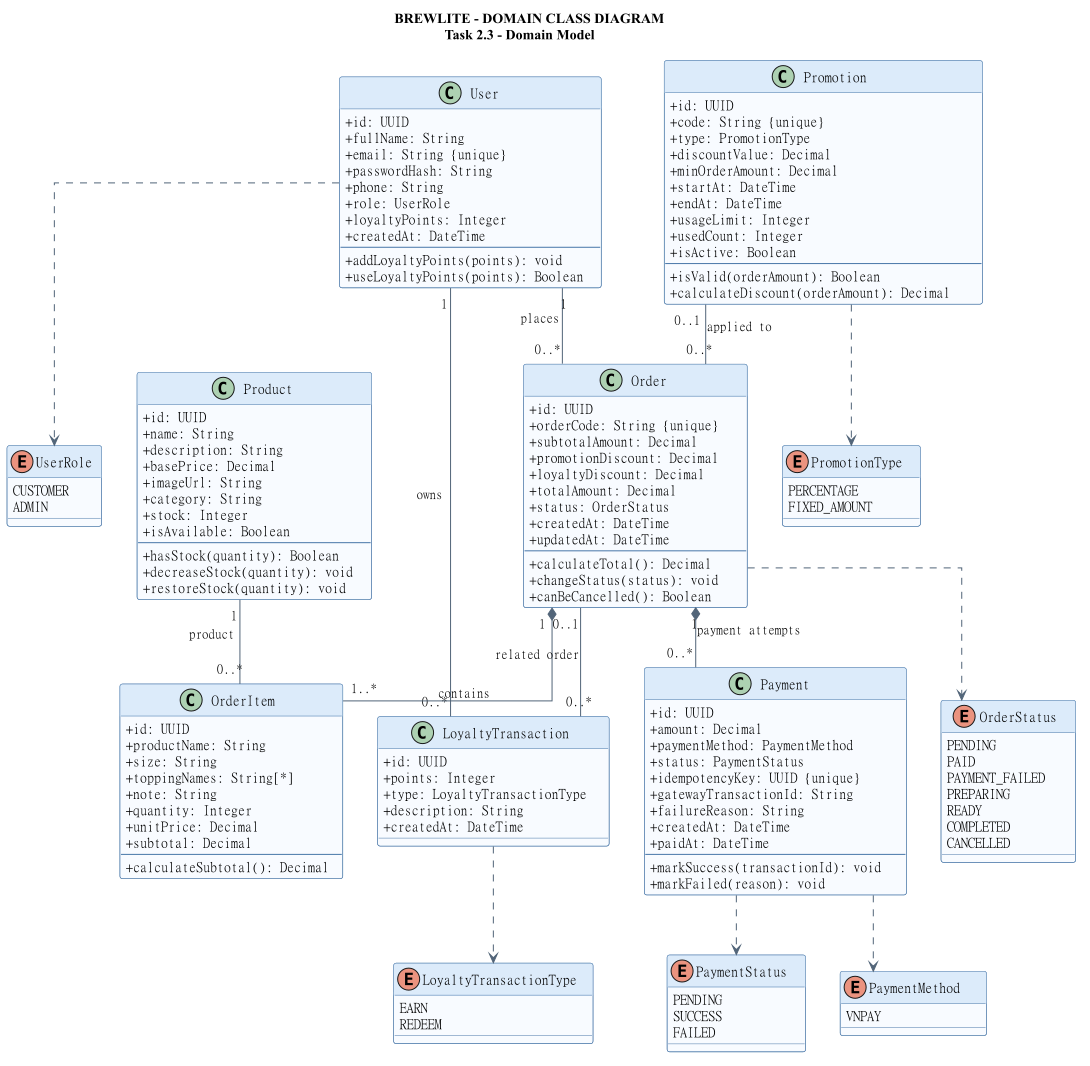 BREWLITE - DOMAIN CLASS DIAGRAM
Task 2.3 - Domain Model
C User
+id: UUID
+fullName: String
+email: String {unique}
+passwordHash: String
+phone: String
+role: UserRole
+loyaltyPoints: Integer
+createdAt: DateTime
+addLoyaltyPoints(points): void
+useLoyaltyPoints(points): Boolean
C Promotion
+id: UUID
+code: String {unique}
+type: PromotionType
+discountValue: Decimal
+minOrderAmount: Decimal
+startAt: DateTime
+endAt: DateTime
+usageLimit: Integer
+usedCount: Integer
+isActive: Boolean
+isValid(orderAmount): Boolean
+calculateDiscount(orderAmount): Decimal
1
1
places
0..*
0..1
applied to
0..*
C Product
+id: UUID
+name: String
+description: String
+basePrice: Decimal
+imageUrl: String
+category: String
+stock: Integer
+isAvailable: Boolean
+hasStock(quantity): Boolean
+decreaseStock(quantity): void
+restoreStock(quantity): void
C Order
+id: UUID
+orderCode: String {unique}
+subtotalAmount: Decimal
+promotionDiscount: Decimal
+loyaltyDiscount: Decimal
+totalAmount: Decimal
+status: OrderStatus
+createdAt: DateTime
+updatedAt: DateTime
+calculateTotal(): Decimal
+changeStatus(status): void
+canBeCancelled(): Boolean
E UserRole
CUSTOMER
ADMIN
E PromotionType
PERCENTAGE
FIXED_AMOUNT
owns
1
product
0..*
1
0..1
related order
0..*
1
payment attempts
0..*
1..*
contains
0..*
C OrderItem
+id: UUID
+productName: String
+size: String
+toppingNames: String[*]
+note: String
+quantity: Integer
+unitPrice: Decimal
+subtotal: Decimal
+calculateSubtotal(): Decimal
C LoyaltyTransaction
+id: UUID
+points: Integer
+type: LoyaltyTransactionType
+description: String
+createdAt: DateTime
C Payment
+id: UUID
+amount: Decimal
+paymentMethod: PaymentMethod
+status: PaymentStatus
+idempotencyKey: UUID {unique}
+gatewayTransactionId: String
+failureReason: String
+createdAt: DateTime
+paidAt: DateTime
+markSuccess(transactionId): void
+markFailed(reason): void
E OrderStatus
PENDING
PAID
PAYMENT_FAILED
PREPARING
READY
COMPLETED
CANCELLED
E LoyaltyTransactionType
EARN
REDEEM
E PaymentStatus
PENDING
SUCCESS
FAILED
E PaymentMethod
VNPAY